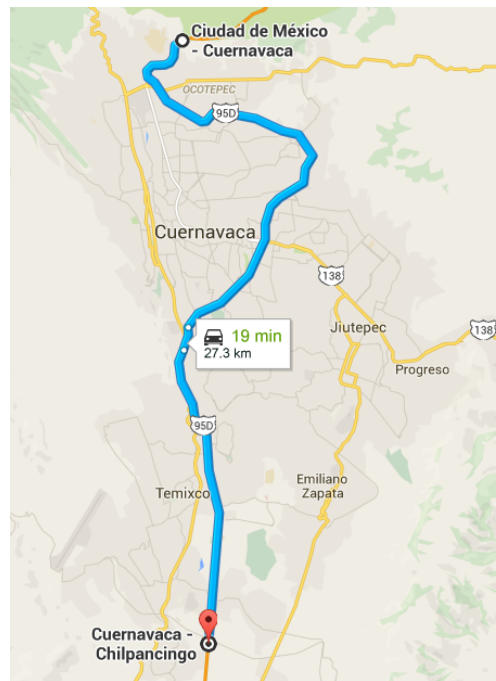 Ciudad de México
- Cuernavaca
OCOTEPEC
95D
Cuernavaca
138
Jiutepec
138
19 min
27.3 km
Progreso
95D
Emiliano
Zapata
Temixco
Cuernavaca -
Chilpancingo